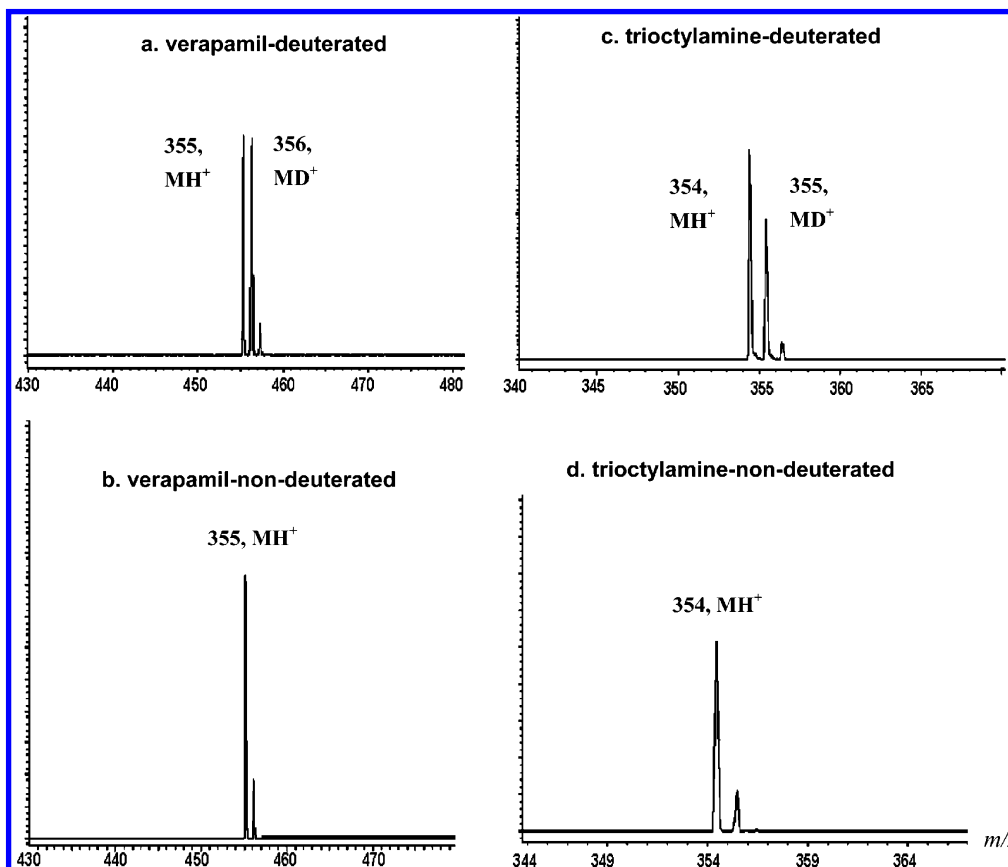 a. verapamil-deuterated
355,
MH⁺
356,
MD⁺
430 440 450 460 470 480
c. trioctylamine-deuterated
354,
MH⁺
355,
MD⁺
340 345 350 355 360 365
b. verapamil-non-deuterated
355, MH⁺
430 440 450 460 470
d. trioctylamine-non-deuterated
354, MH⁺
344 349 354 359 364
m/